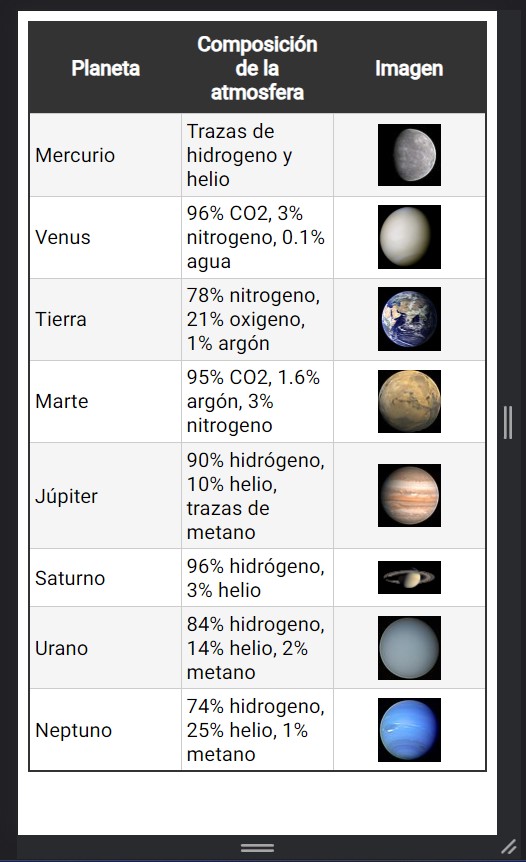 Planeta
Composición
de la
atmosfera
Imagen
Mercurio
Trazas de
hidrogeno y
helio
Venus
96% CO2, 3%
nitrogeno, 0.1%
agua
Tierra
78% nitrogeno,
21% oxigeno,
1% argón
Marte
95% CO2, 1.6%
argón, 3%
nitrogeno
Júpiter
90% hidrógeno,
10% helio,
trazas de
metano
Saturno
96% hidrógeno,
3% helio
Urano
84% hidrogeno,
14% helio, 2%
metano
Neptuno
74% hidrogeno,
25% helio, 1%
metano